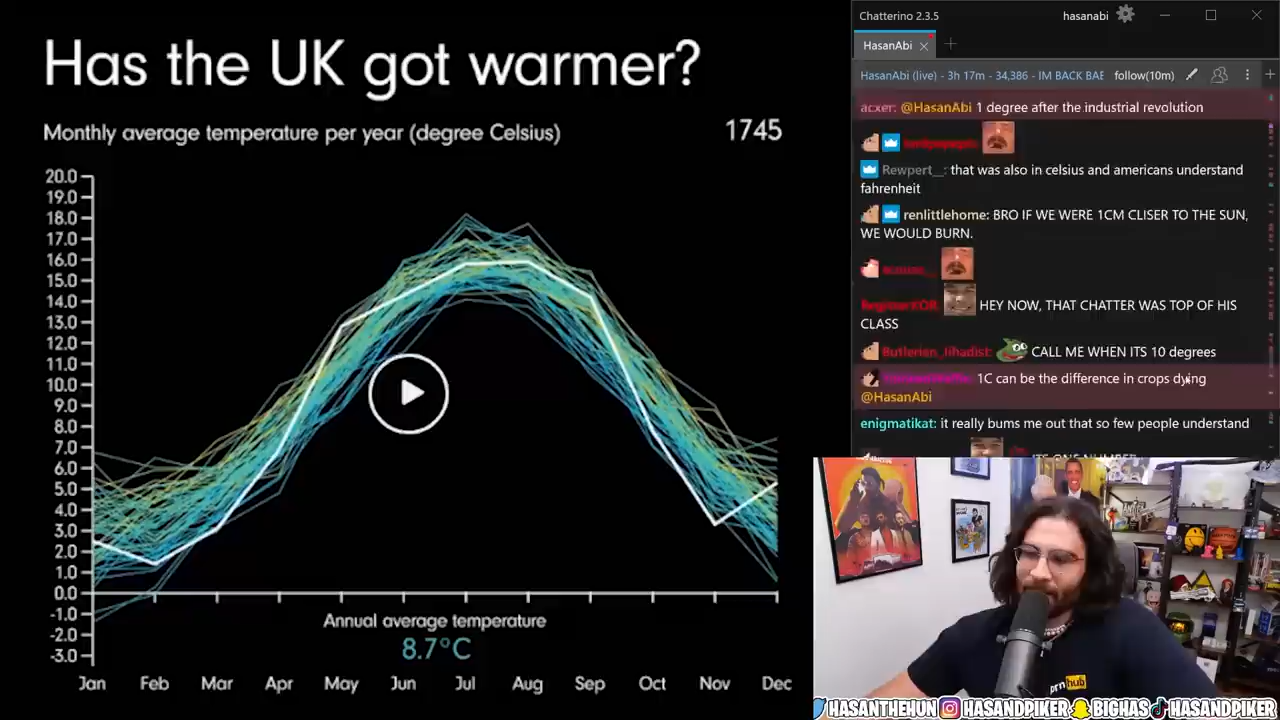 Has the UK got warmer?
Monthly average temperature per year (degree Celsius)
1745
20.0
19.0
18.0
17.0
16.0
15.0
14.0
13.0
12.0
11.0
10.0
9.0
8.0
7.0
6.0
5.0
4.0
3.0
2.0
1.0
0.0
-1.0
-2.0
-3.0
Annual average temperature
8.7°C
Jan Feb Mar Apr May Jun Jul Aug Sep Oct Nov Dec
Chatterino 2.3.5
hasanabi
HasanAbi
HasanAbi (live) - 3h 17m - 34,386 - IM BACK BAE
follow(10m)
acxer: @HasanAbi 1 degree after the industrial revolution
Rewpert__: that was also in celsius and americans understand
fahrenheit
renlittlehome: BRO IF WE WERE 1CM CLISER TO THE SUN,
WE WOULD BURN.
HEY NOW, THAT CHATTER WAS TOP OF HIS
CLASS
Butlerian_Jihadist: CALL ME WHEN ITS 10 degrees
1C can be the difference in crops dying
@HasanAbi
enigmatikat: it really bums me out that so few people understand
HASANTHEHUN HASANDPIKER BIGHAS HASANDPIKER